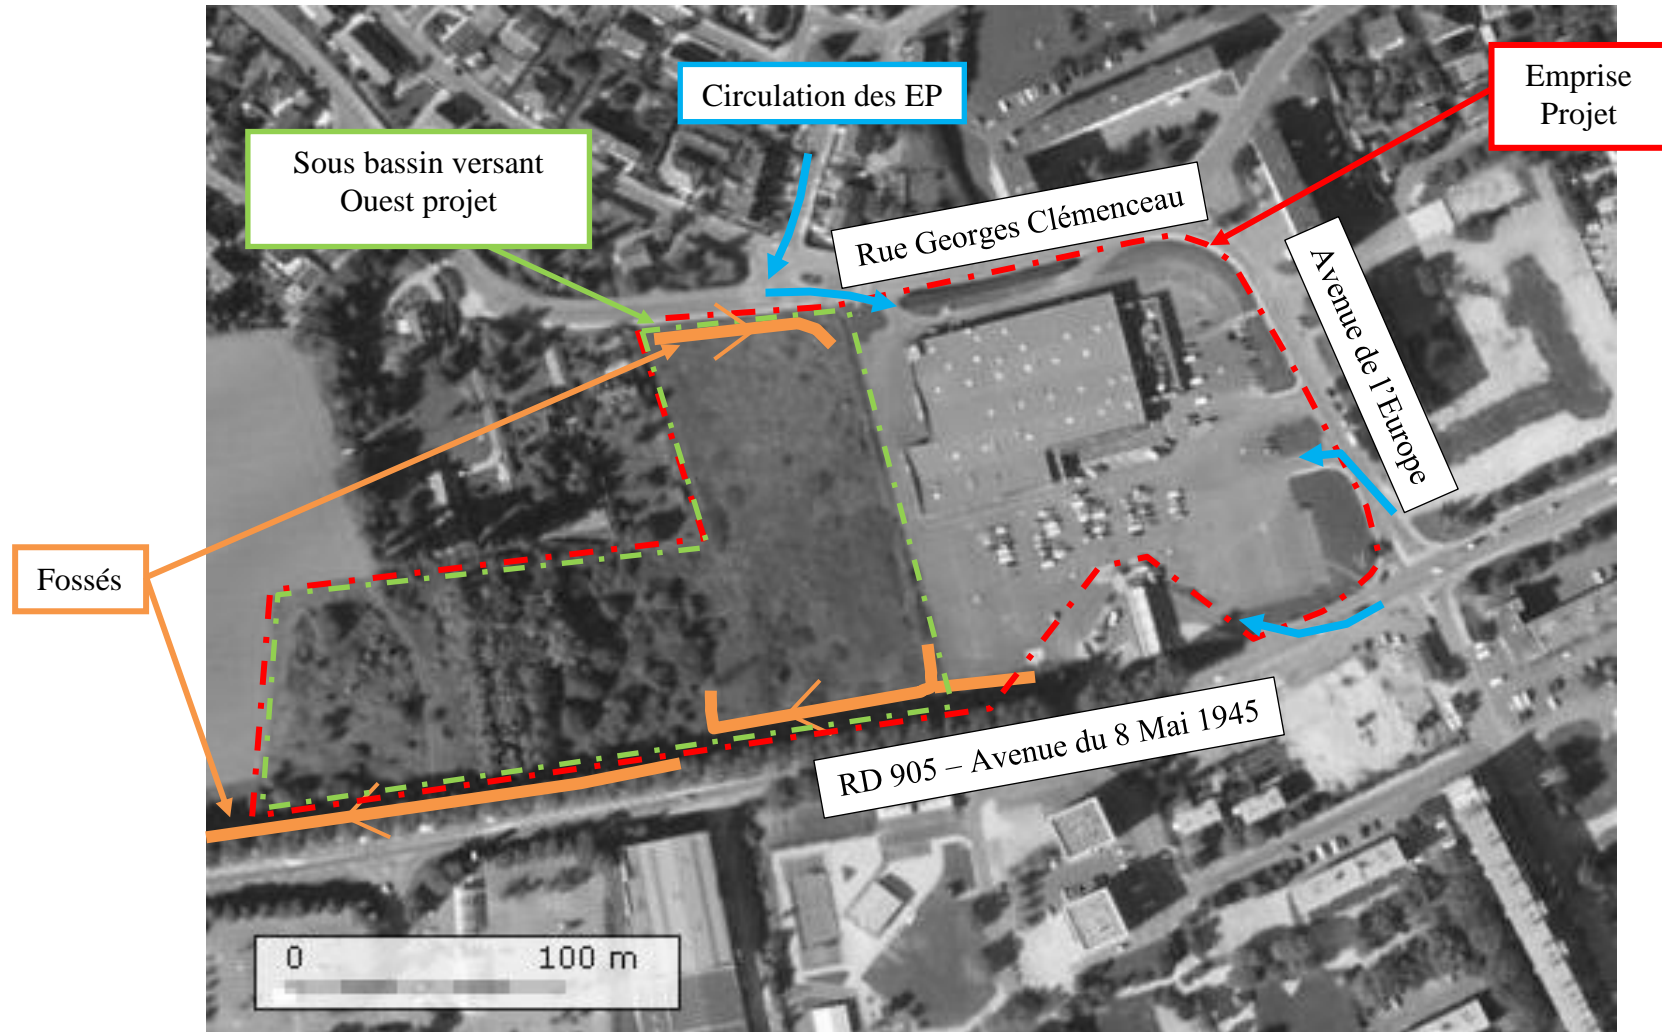 Emprise
Projet
Circulation des EP
Sous bassin versant
Ouest projet
Rue Georges Clémenceau
Avenue de l’Europe
Fossés
RD 905 – Avenue du 8 Mai 1945
0 100 m